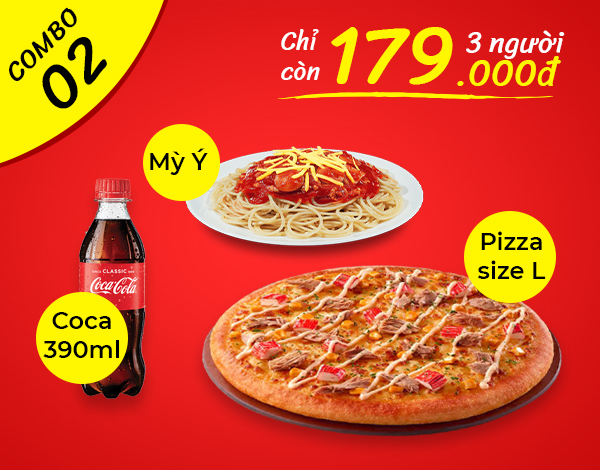 COMBO
02
Chỉ
còn 179.000đ
3 người
Mỳ Ý
Pizza
size L
CLASSIC
Coca-Cola
Coca
390ml